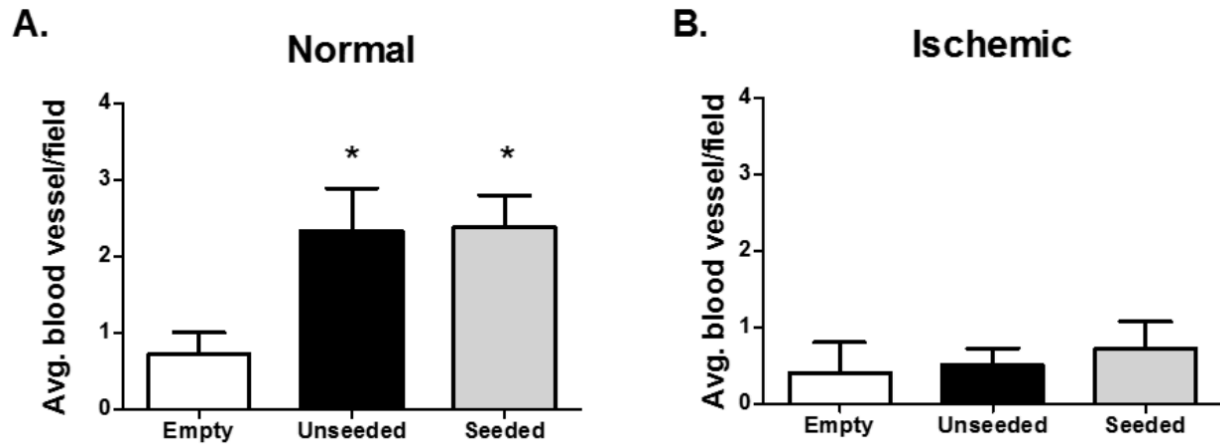 A.
Normal
Avg. blood vessel/field
4
3
2
1
0
*
*
Empty
Unseeded
Seeded
B.
Ischemic
Avg. blood vessel/field
4
3
2
1
0
Empty
Unseeded
Seeded